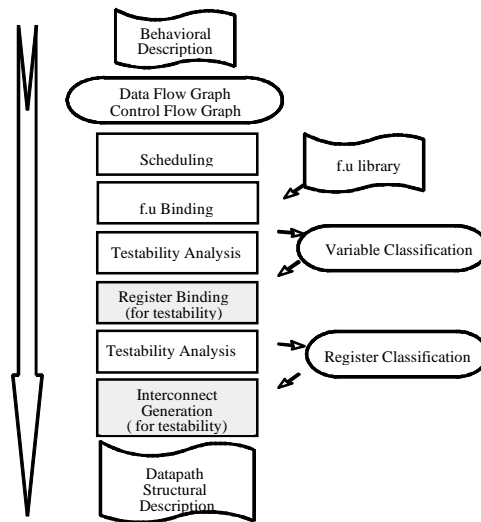 Behavioral
Description
Data Flow Graph
Control Flow Graph
Scheduling
f.u library
f.u Binding
Testability Analysis
Variable Classification
Register Binding
(for testability)
Testability Analysis
Register Classification
Interconnect
Generation
( for testability)
Datapath
Structural
Description